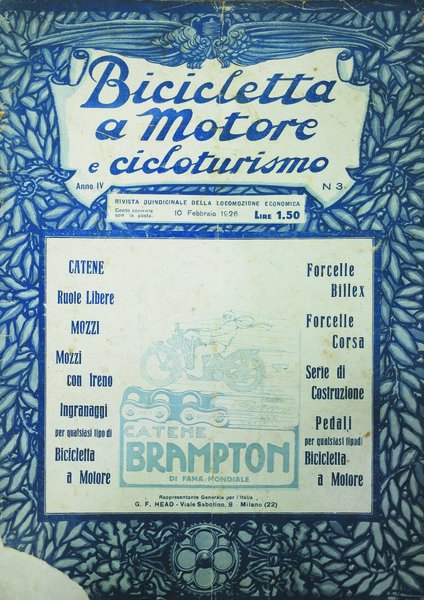 Bicicletta
a Motore
e cicloturismo
Anno IV
N 3
RIVISTA QUINDICINALE DELLA LOCOMOZIONE ECONOMICA
Conto corrente
con la posta
10 Febbraio 1926
LIRE 1.50
CATENE
Ruote Libere
MOZZI
Mozzi
con freno
Ingranaggi
per qualsiasi tipo di
Bicicletta
a Motore
Forcelle
Biflex
Forcelle
Corsa
Serie di
Costruzione
Pedali
per qualsiasi tipo di
Bicicletta
a Motore
CATENE
BRAMPTON
DI FAMA MONDIALE
Rappresentante Generale per l'Italia
G. F. HEAD - Viale Sabotino, 8 - Milano (22)